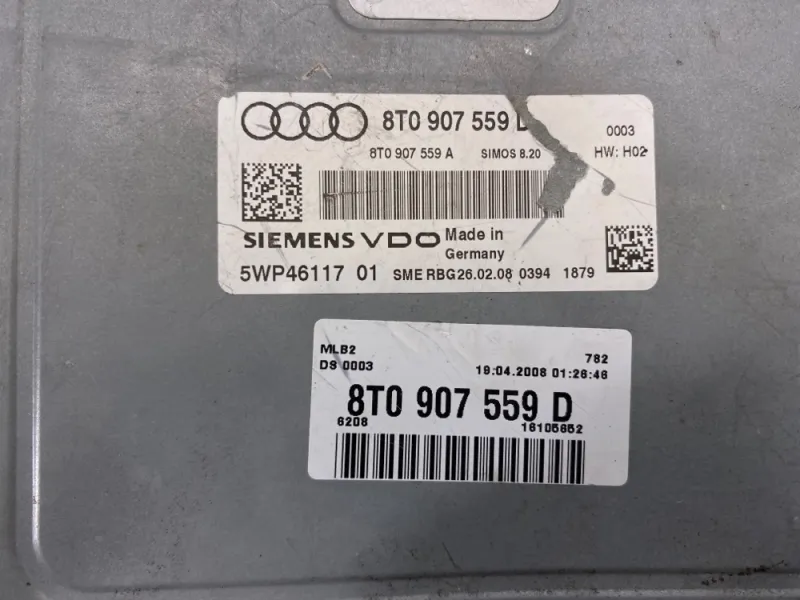 8T0 907 559 D
0003
8T0 907 559 A SIMOS 8.20 HW: H02
SIEMENS VDO Made in Germany
5WP46117 01 SME RBG26.02.08 0394 1879
MLB2 782
DS 0003 19.04.2008 01:26:46
8T0 907 559 D
6208 16105652